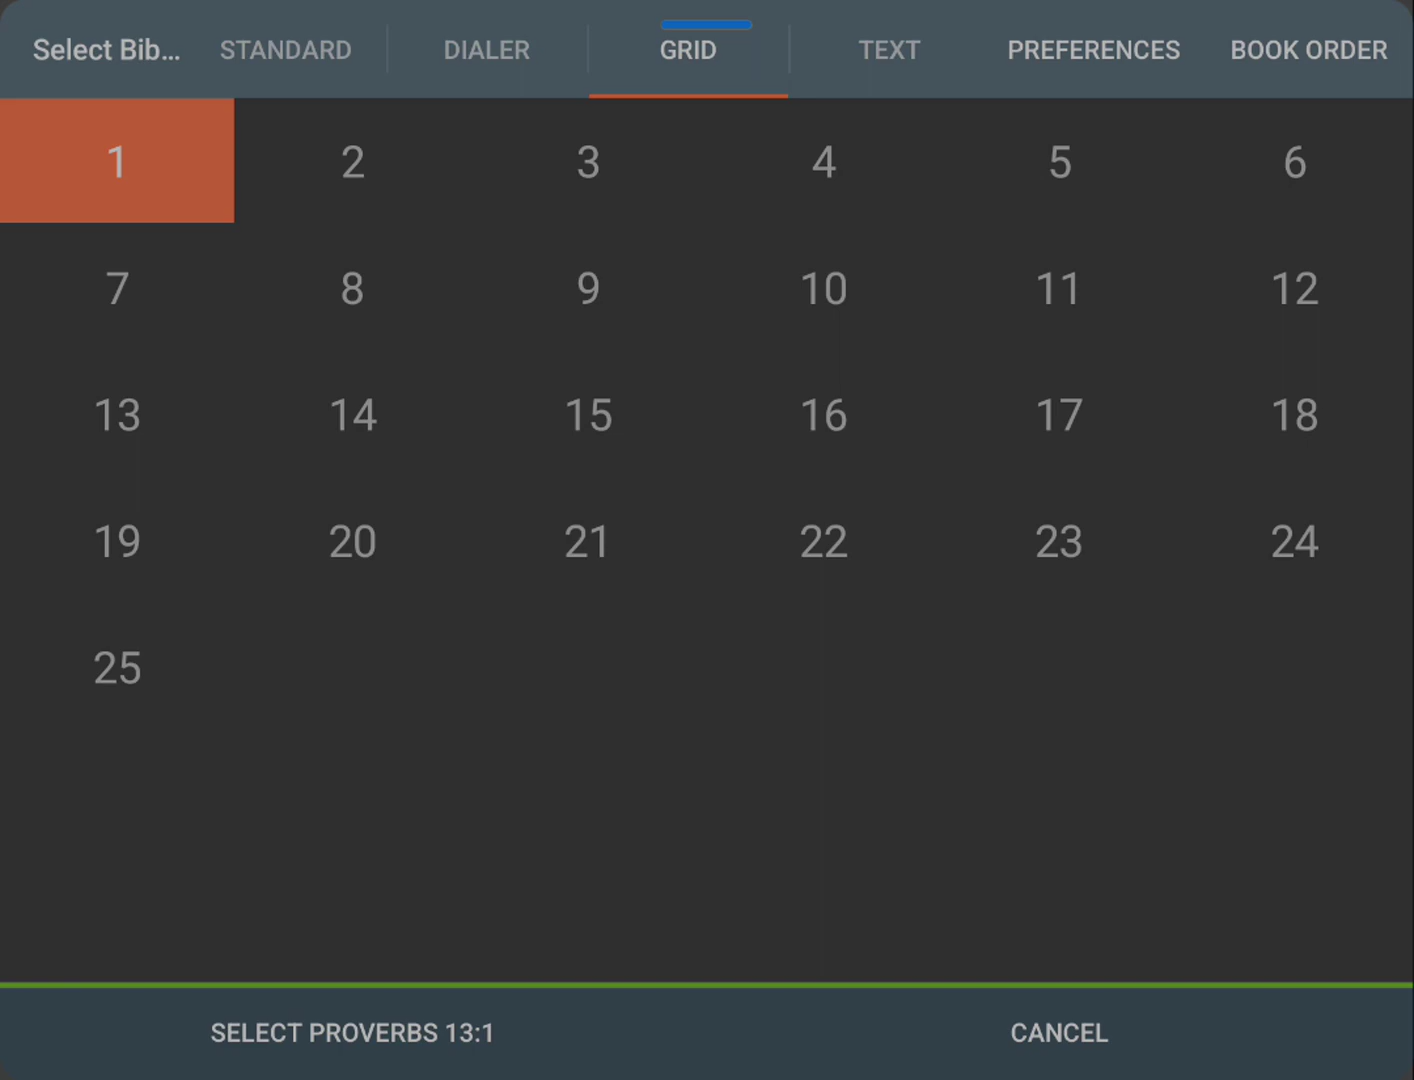 Select Bib... STANDARD DIALER GRID TEXT PREFERENCES BOOK ORDER
1 2 3 4 5 6
7 8 9 10 11 12
13 14 15 16 17 18
19 20 21 22 23 24
25
SELECT PROVERBS 13:1 CANCEL